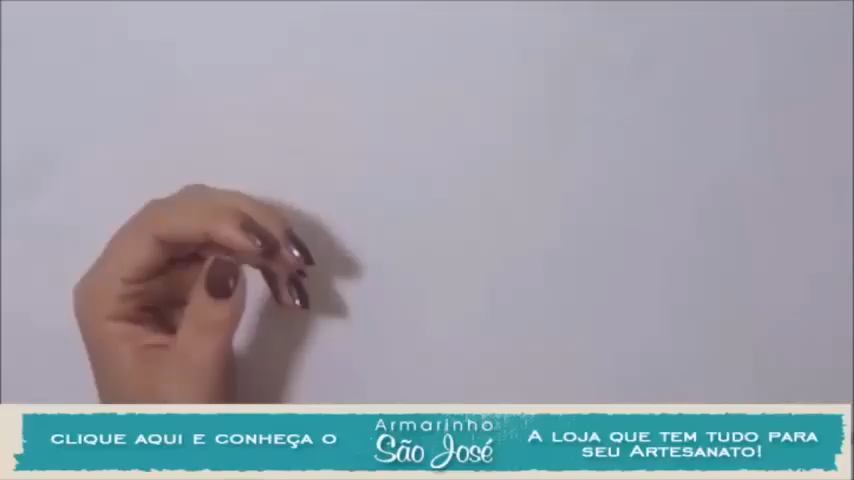 CLIQUE AQUI E CONHEÇA O
Armarinho
São José
A LOJA QUE TEM TUDO PARA
SEU ARTESANATO!